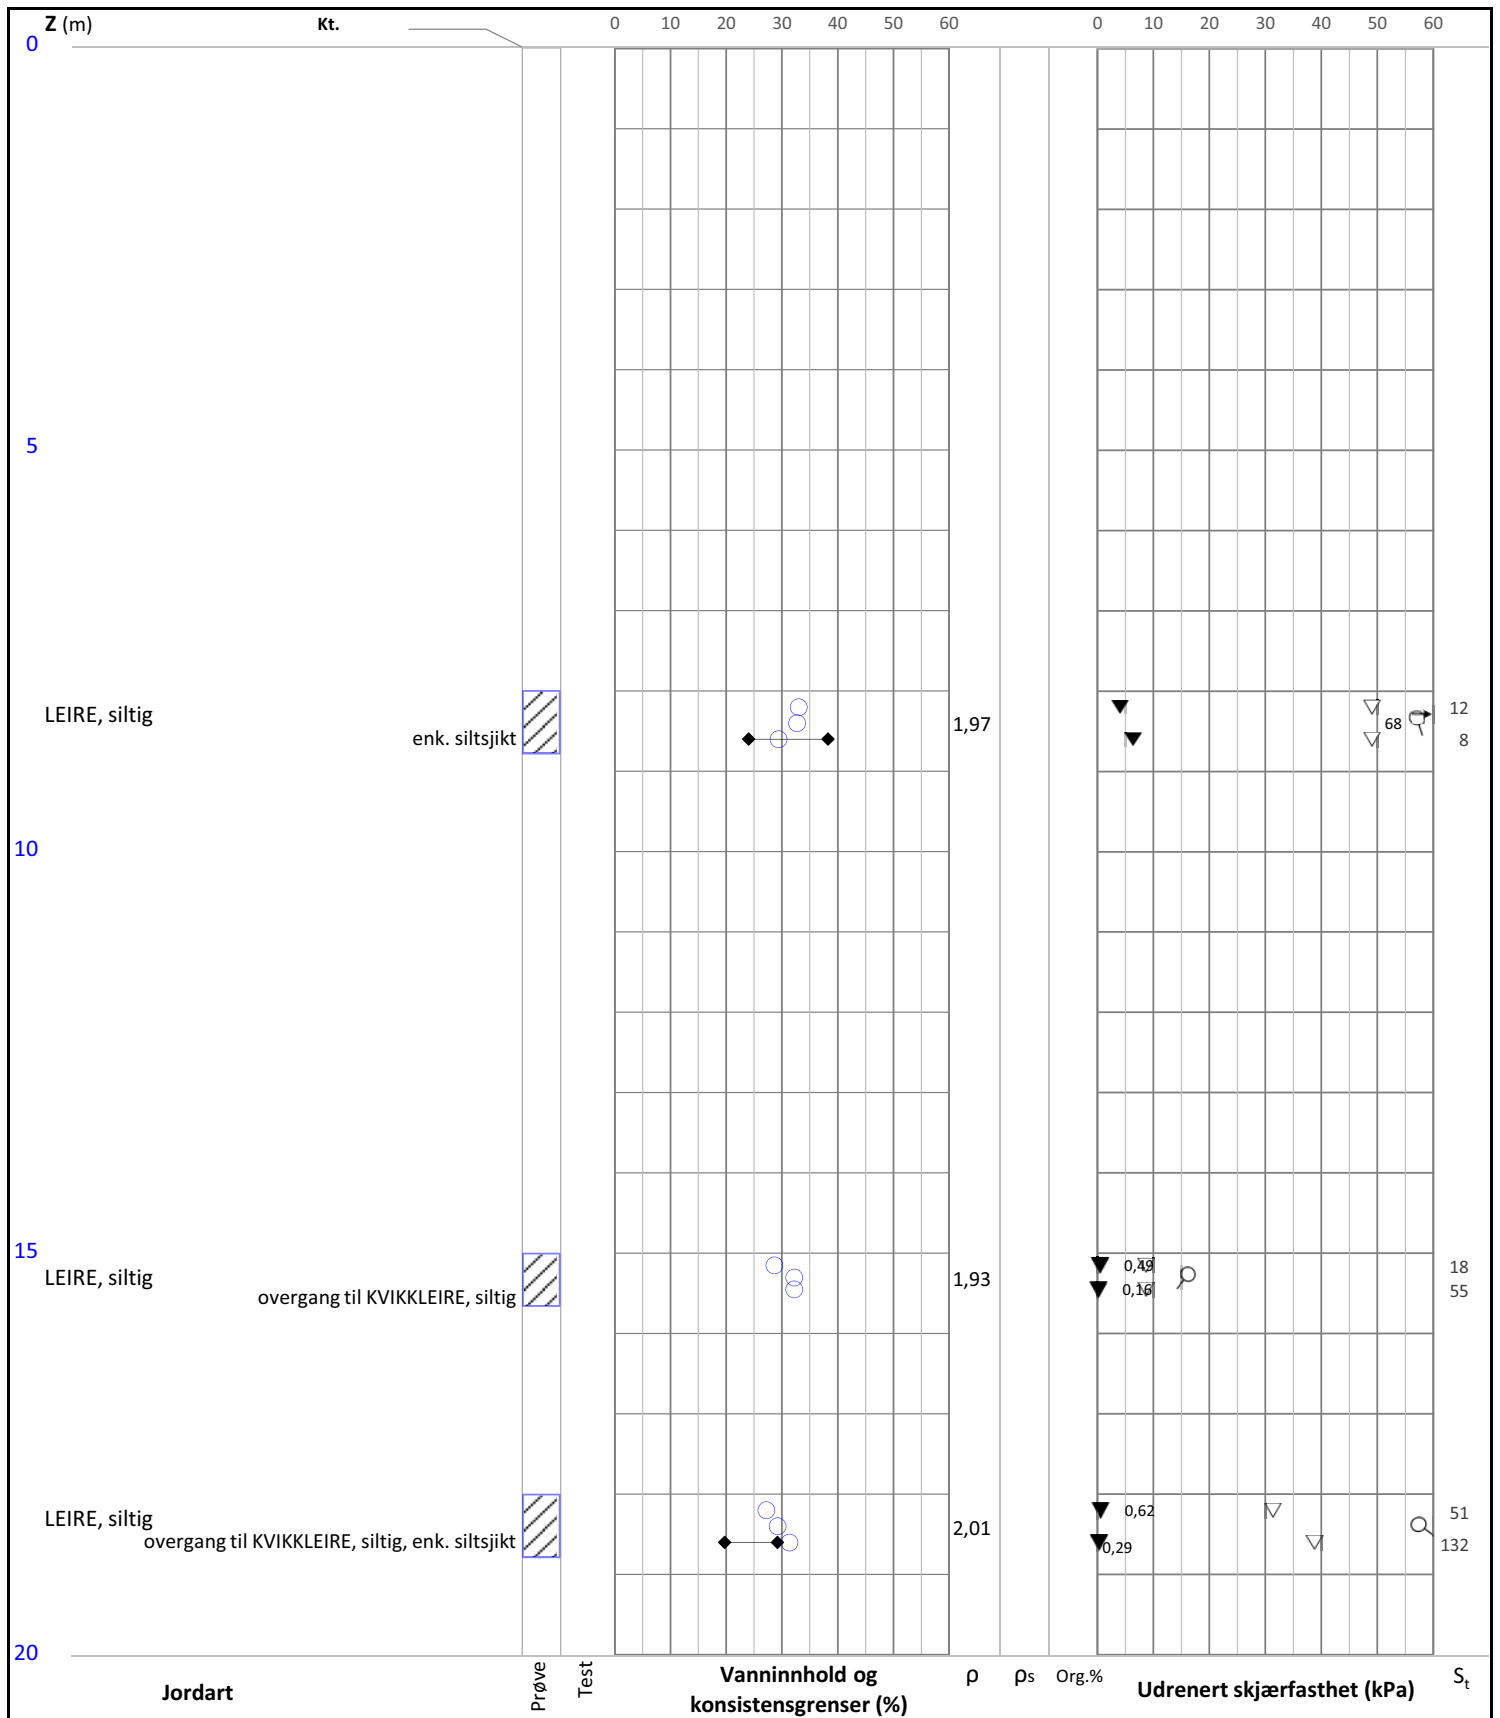 Z (m) Kt. 0 10 20 30 40 50 60 0 10 20 30 40 50 60
0
5
LEIRE, siltig 12
68
1,97
enk. siltsjikt 8
10
15
0,49 18
LEIRE, siltig 1,93
0,16 55
overgang til KVIKKLEIRE, siltig
0,62 51
LEIRE, siltig
2,01
overgang til KVIKKLEIRE, siltig, enk. siltsjikt 0,29 132
20
Jordart Prøve Test Vanninnhold og ρ ρs Org.% Udrenert skjærfasthet (kPa) St
konsistensgrenser (%)